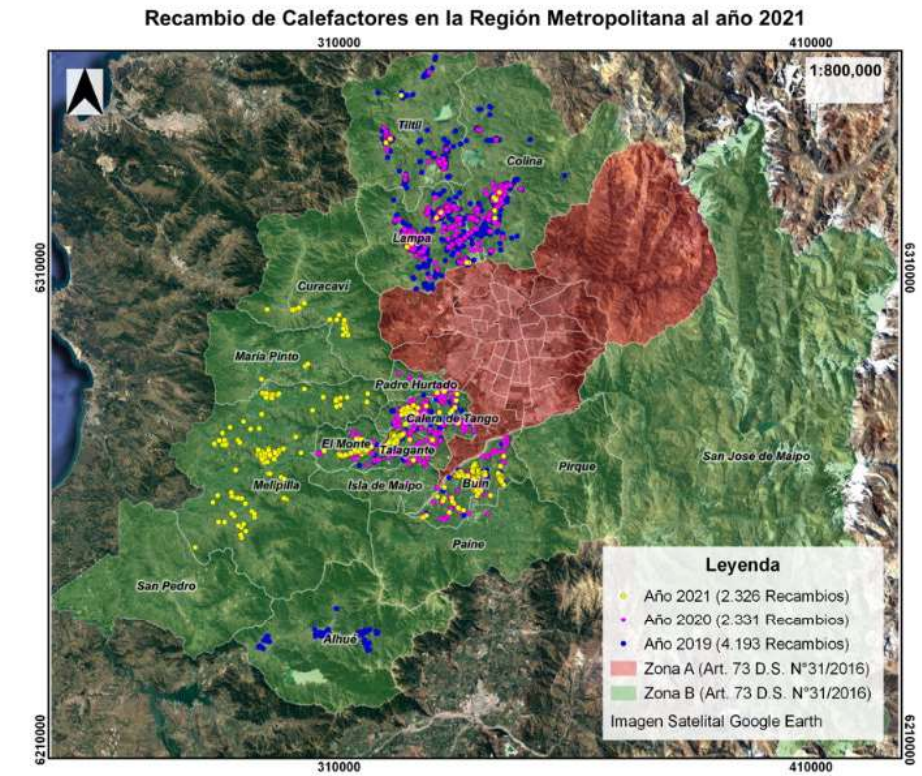 Recambio de Calefactores en la Región Metropolitana al año 2021
310000
410000
1:800,000
Tiltil
Colina
Lampa
6310000
6310000
Curacaví
María Pinto
Padre Hurtado
Calera de Tango
El Monte
Talagante
San José de Maipo
Pirque
Melipilla
Isla de Maipo
Buin
Paine
San Pedro
Alhué
Leyenda
Año 2021 (2.326 Recambios)
Año 2020 (2.331 Recambios)
Año 2019 (4.193 Recambios)
Zona A (Art. 73 D.S. N°31/2016)
Zona B (Art. 73 D.S. N°31/2016)
Imagen Satelital Google Earth
6210000
6210000
310000
410000